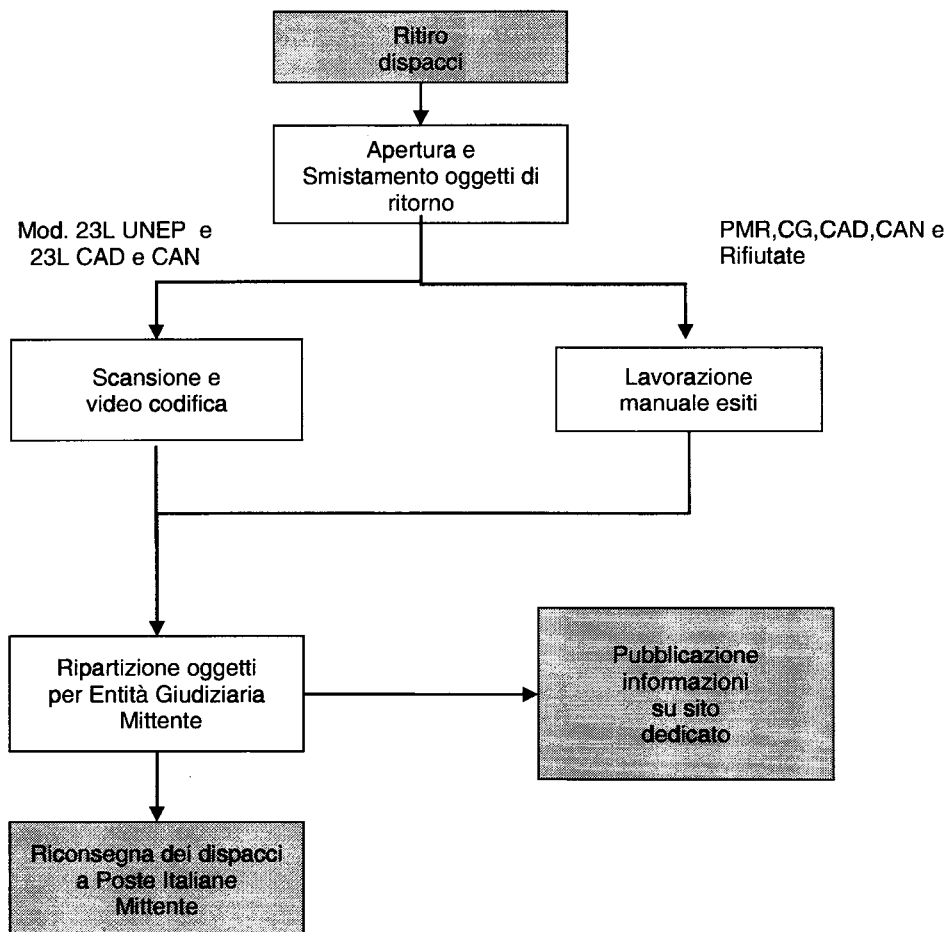 Ritiro
dispacci
Apertura e
Smistamento oggetti di
ritorno
Mod. 23L UNEP e
23L CAD e CAN
PMR,CG,CAD,CAN e
Rifiutate
Scansione e
video codifica
Lavorazione
manuale esiti
Ripartizione oggetti
per Entità Giudiziaria
Mittente
Pubblicazione
informazioni
su sito
dedicato
Riconsegna dei dispacci
a Poste Italiane
Mittente